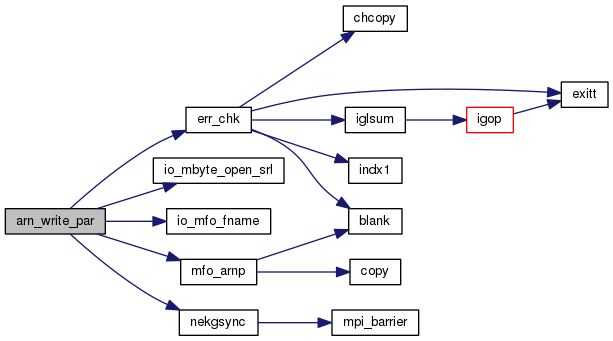 chcopy
exitt
err_chk
iglsum
igop
io_mbyte_open_srl
indx1
arn_write_par
io_mfo_fname
blank
mfo_arnp
copy
nekgsync
mpi_barrier